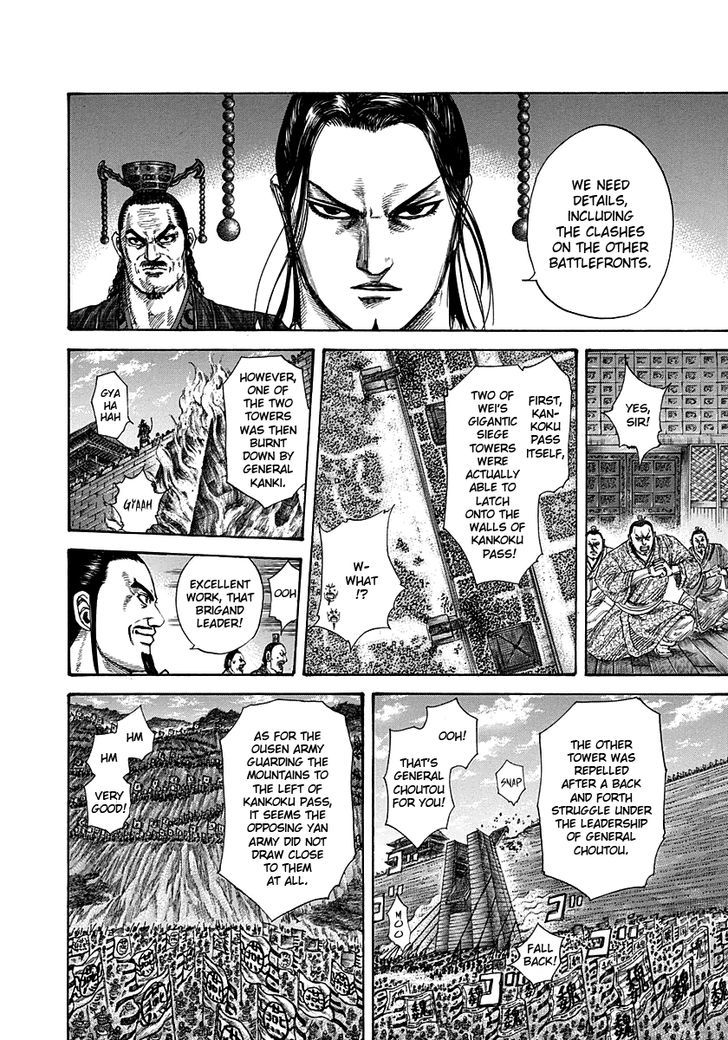 WE NEED
DETAILS,
INCLUDING
THE CLASHES
ON THE OTHER
BATTLEFRONTS.
YES,
SIR!
FIRST,
KAN-
KOKU
PASS
ITSELF,
TWO OF
WEI'S
GIGANTIC
SIEGE
TOWERS
WERE
ACTUALLY
ABLE TO
LATCH
ONTO THE
WALLS OF
KANKOKU
PASS!
W-
WHAT
!?
HOWEVER,
ONE OF
THE TWO
TOWERS
WAS THEN
BURNT
DOWN BY
GENERAL
KANKI.
GYA
HA
HAH
GYAAH
OOH
EXCELLENT
WORK, THAT
BRIGAND
LEADER!
THE OTHER
TOWER WAS
REPELLED
AFTER A BACK
AND FORTH
STRUGGLE UNDER
THE LEADERSHIP
OF GENERAL
CHOUTOU.
OOH!
THAT'S
GENERAL
CHOUTOU
FOR YOU!
SNAP
FALL
BACK!
魏
魏
AS FOR THE
OUSEN ARMY
GUARDING THE
MOUNTAINS TO
THE LEFT OF
KANKOKU PASS,
IT SEEMS THE
OPPOSING YAN
ARMY DID NOT
DRAW CLOSE
TO THEM
AT ALL.
HM
HM
VERY
GOOD!